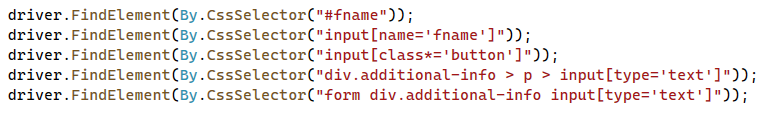 driver.FindElement(By.CssSelector("#fname"));
driver.FindElement(By.CssSelector("input[name='fname']"));
driver.FindElement(By.CssSelector("input[class*='button']"));
driver.FindElement(By.CssSelector("div.additional-info > p > input[type='text']"));
driver.FindElement(By.CssSelector("form div.additional-info input[type='text']"));